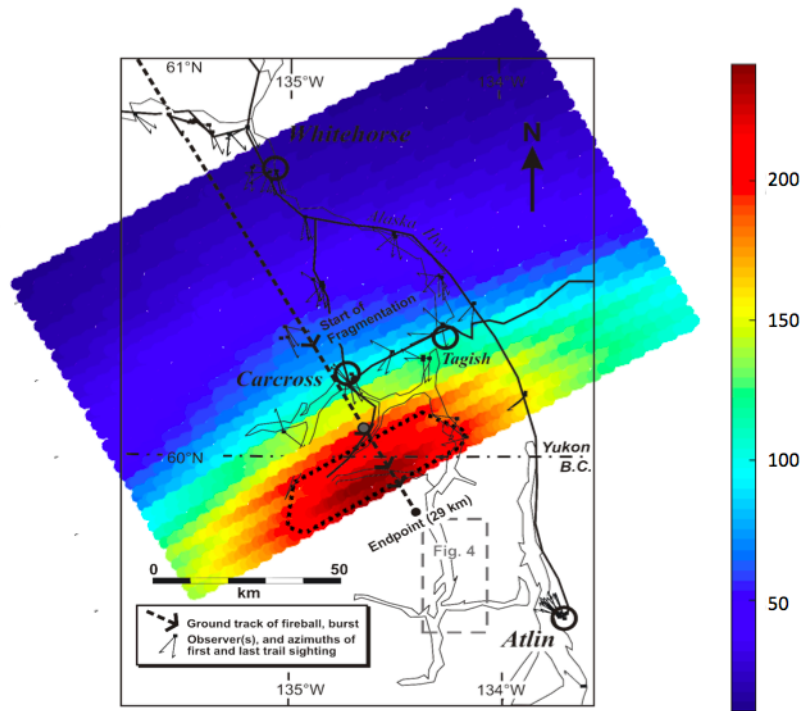 61°N
135°W
134°W
Whitehorse
N
Alaska Hwy
200
Start of
Fragmentation
Tagish
Carcross
150
Yukon
60°N
B.C.
100
Endpoint (29 km)
Fig. 4
0
50
km
50
Ground track of fireball, burst
Observer(s), and azimuths of
first and last trail sighting
Atlin
135°W
134°W